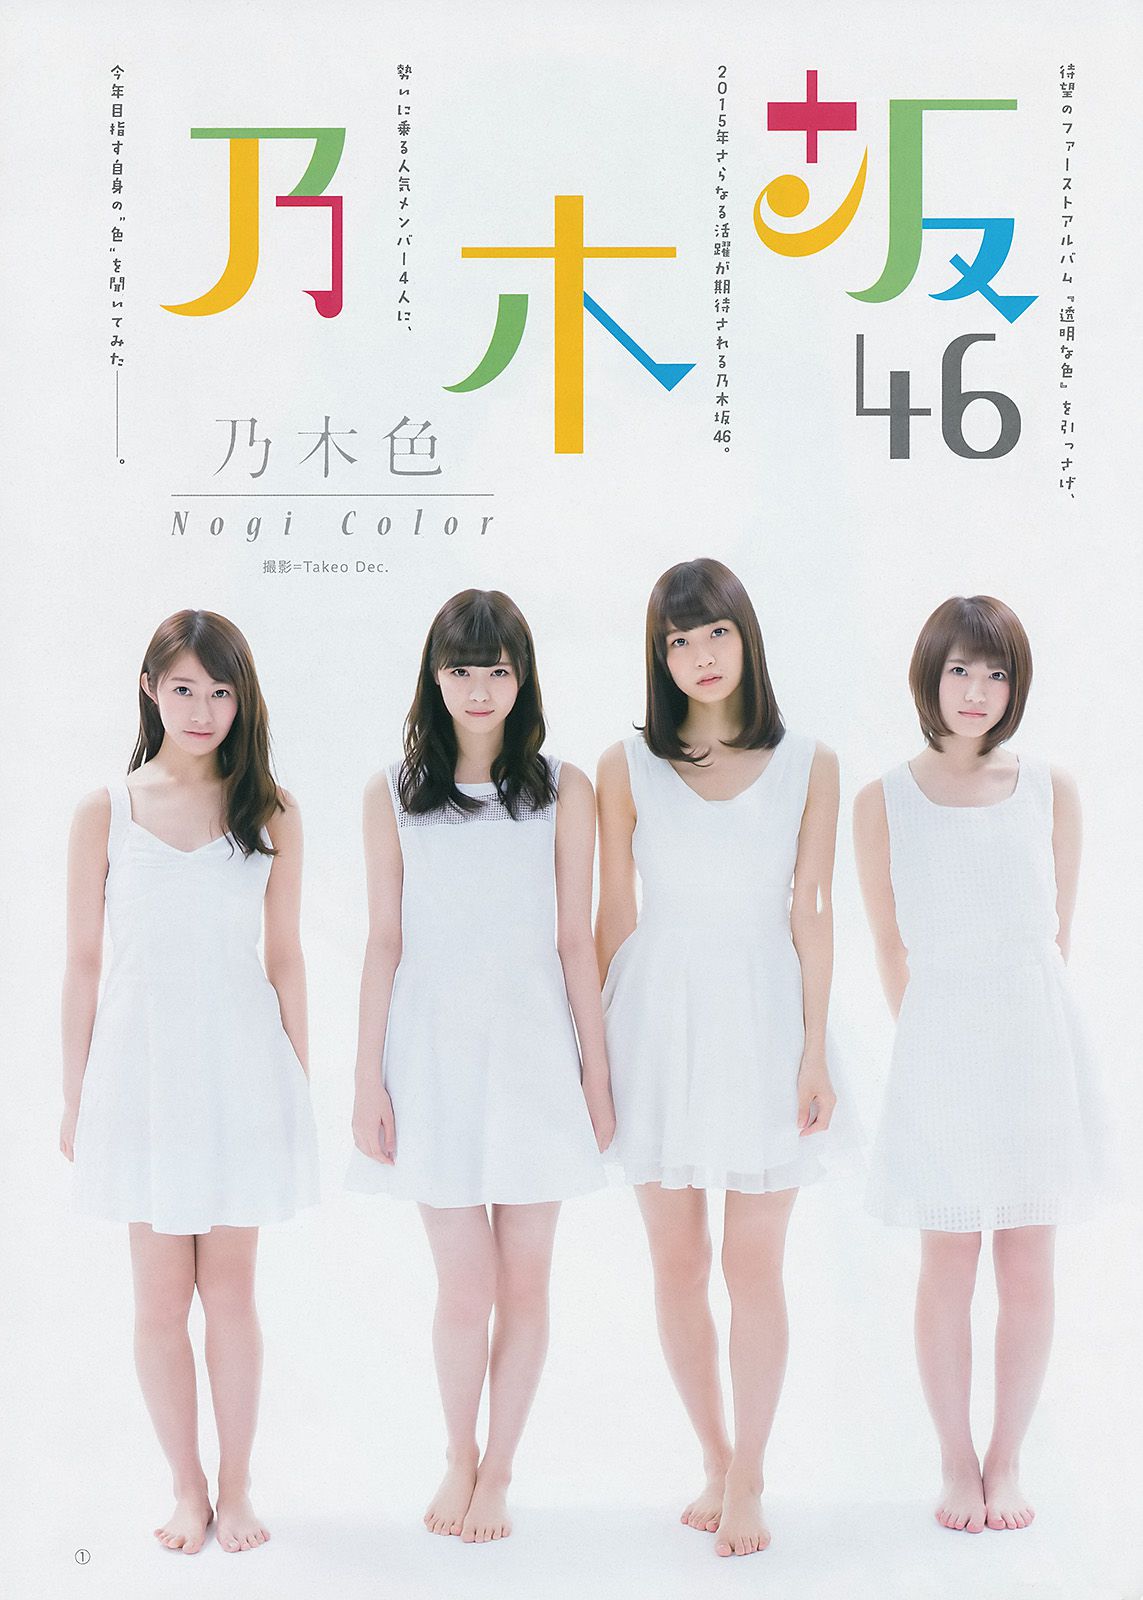 待望のファーストアルバム『透明な色』を引っさげ、
2015年さらなる活躍が期待される乃木坂46。
勢いに乗る人気メンバー4人に、
今年目指す自身の"色"を聞いてみた――。
乃木坂
46
乃木色
Nogi Color
撮影=Takeo Dec.
①